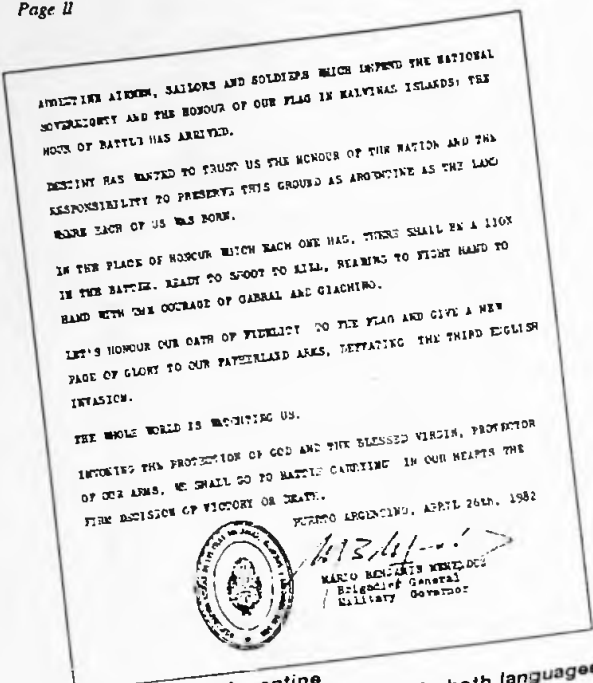 Page 11
ARGENTINE AIRMEN, SAILORS AND SOLDIERS WHICH DEFEND THE NATIONAL
SOVEREIGNTY AND THE HONOUR OF OUR FLAG IN MALVINAS ISLANDS: THE
HOUR OF BATTLE HAS ARRIVED.
DESTINY HAS WANTED TO TRUST US THE HONOUR OF THE NATION AND THE
RESPONSIBILITY TO PRESERVE THIS GROUND AS ARGENTINE AS THE LAND
WHERE EACH OF US WAS BORN.
IN THE PLACE OF HONOUR WHICH EACH ONE HAS, THERE SHALL BE A LION
IN THE BATTLE. READY TO SHOOT TO KILL, TO FIGHT HAND TO
HAND WITH THE COURAGE OF CABRAL AND GIACHINO.
LET'S HONOUR OUR OATH OF FIDELITY TO THE FLAG AND GIVE A NEW
PAGE OF GLORY TO OUR FATHERLAND ARMS, DEFEATING THE THIRD ENGLISH
INVASION.
THE WHOLE WORLD IS WATCHTING US.
INVOKING THE PROTECTION OF GOD AND THE BLESSED VIRGIN, PROTECTOR
OF OUR ARMS, WE SHALL GO TO BATTLE CARRYING IN OUR HEARTS THE
FIRM DECISION OF VICTORY OR DEATH.
PUERTO ARGENTINO, APRIL 26th, 1982
MARIO BENJAMIN MENENDEZ
Brigadier General
Military Governor
both languages